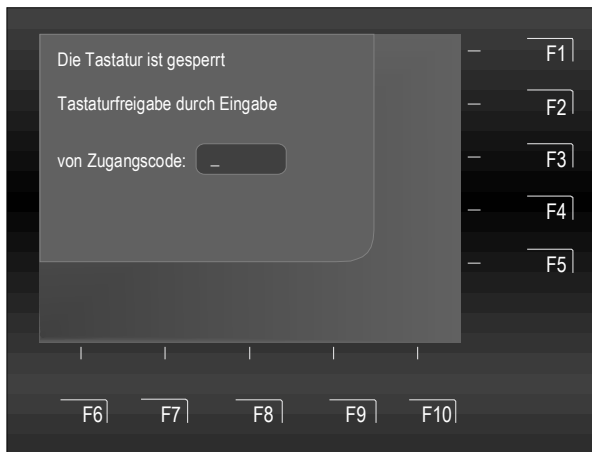 Die Tastatur ist gesperrt
F1
Tastaturfreigabe durch Eingabe
F2
von Zugangscode: _
F3
F4
F5
F6 F7 F8 F9 F10